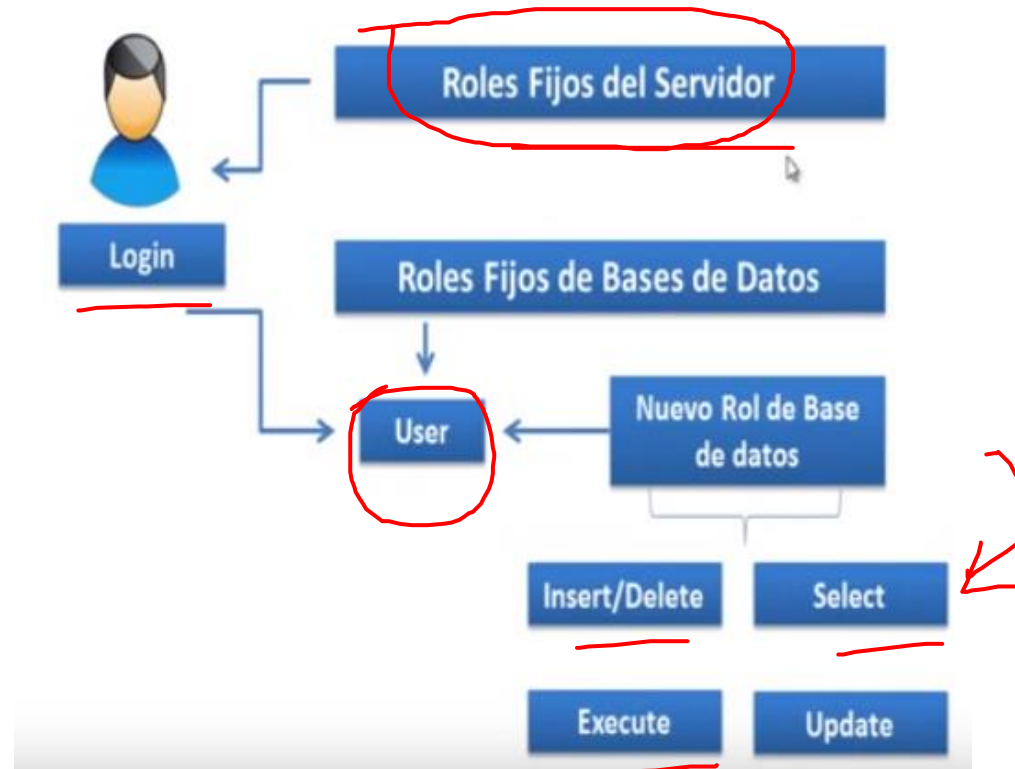 Roles Fijos del Servidor
Login
Roles Fijos de Bases de Datos
User
Nuevo Rol de Base
de datos
Insert/Delete
Select
Execute
Update